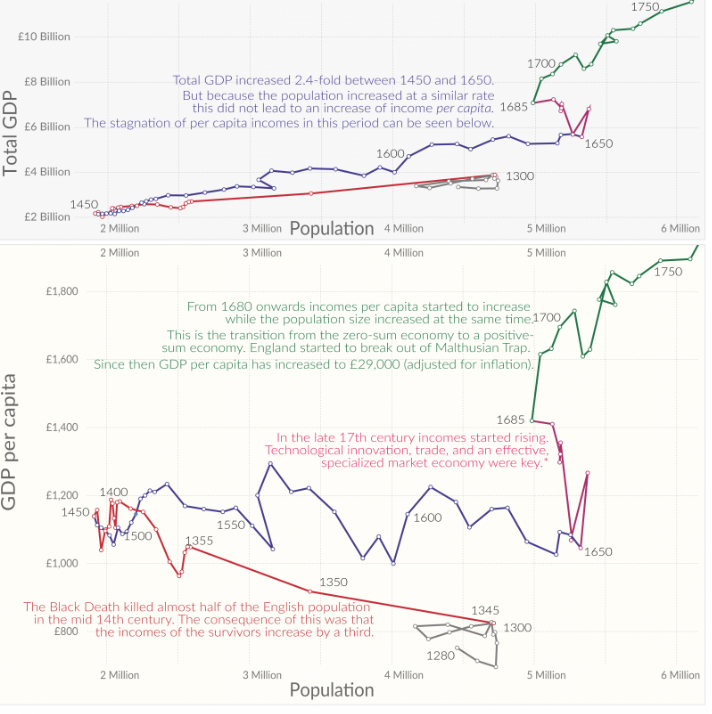 1750
£10 Billion
1700
Total GDP increased 2.4-fold between 1450 and 1650.
£8 Billion
But because the population increased at a similar rate
this did not lead to an increase of income per capita.
1685
The stagnation of per capita incomes in this period can be seen below.
£6 Billion
Total GDP
1650
1600
£4 Billion
1300
1450
£2 Billion
2 Million
3 Million
Population
4 Million
5 Million
6 Million
2 Million
3 Million
4 Million
5 Million
6 Million
1750
£1,800
From 1680 onwards incomes per capita started to increase
while the population size increased at the same time.
1700
This is the transition from the zero-sum economy to a positive-
sum economy. England started to break out of Malthusian Trap.
£1,600
Since then GDP per capita has increased to £29,000 (adjusted for inflation).
GDP per capita
1685
£1,400
In the late 17th century incomes started rising.
Technological innovation, trade, and an effective,
specialized market economy were key.*
£1,200
1400
1450
1500
1550
1600
1355
1650
£1,000
1350
The Black Death killed almost half of the English population
in the mid 14th century. The consequence of this was that
the incomes of the survivors increase by a third.
1345
1300
£800
1280
2 Million
3 Million
4 Million
5 Million
6 Million
Population